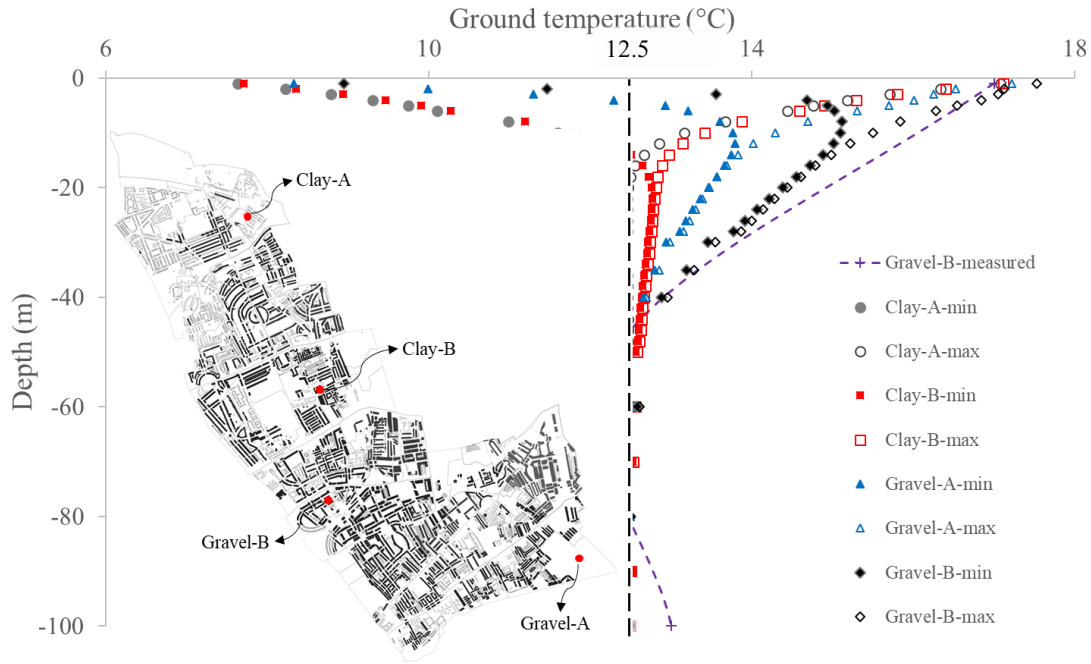 Ground temperature (°C)
6
10
12.5
14
18
0
-20
-40
-60
-80
-100
Depth (m)
Clay-A
Clay-B
Gravel-B
Gravel-A
Gravel-B-measured
Clay-A-min
Clay-A-max
Clay-B-min
Clay-B-max
Gravel-A-min
Gravel-A-max
Gravel-B-min
Gravel-B-max